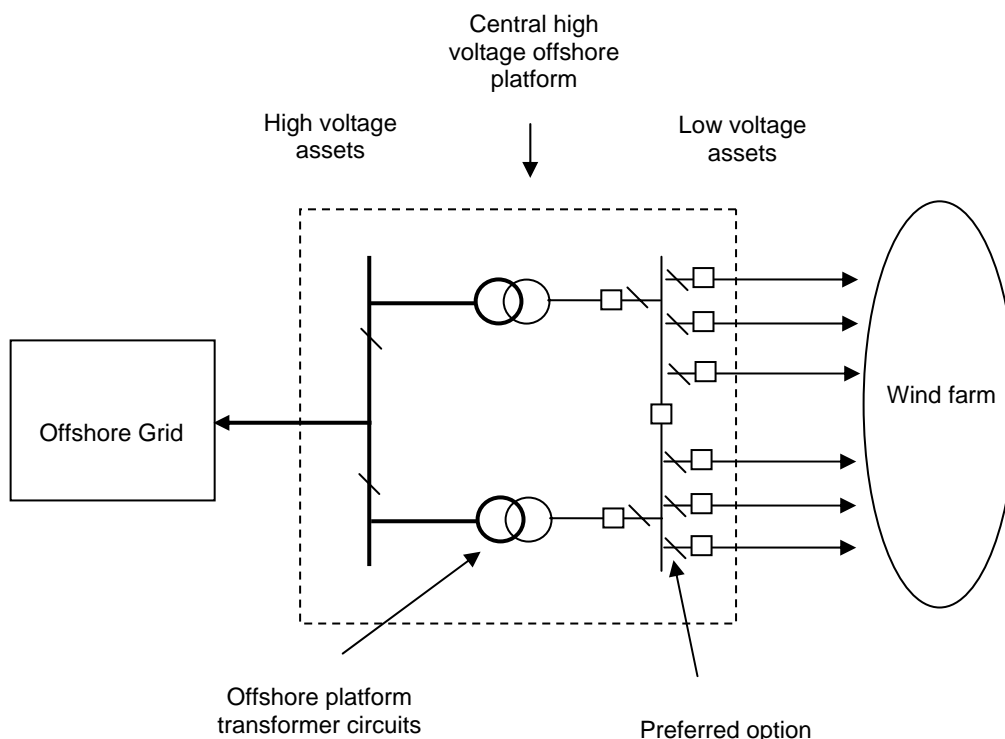 Central high
voltage offshore
platform
High voltage
assets
Low voltage
assets
Offshore Grid
Wind farm
Offshore platform
transformer circuits
Preferred option